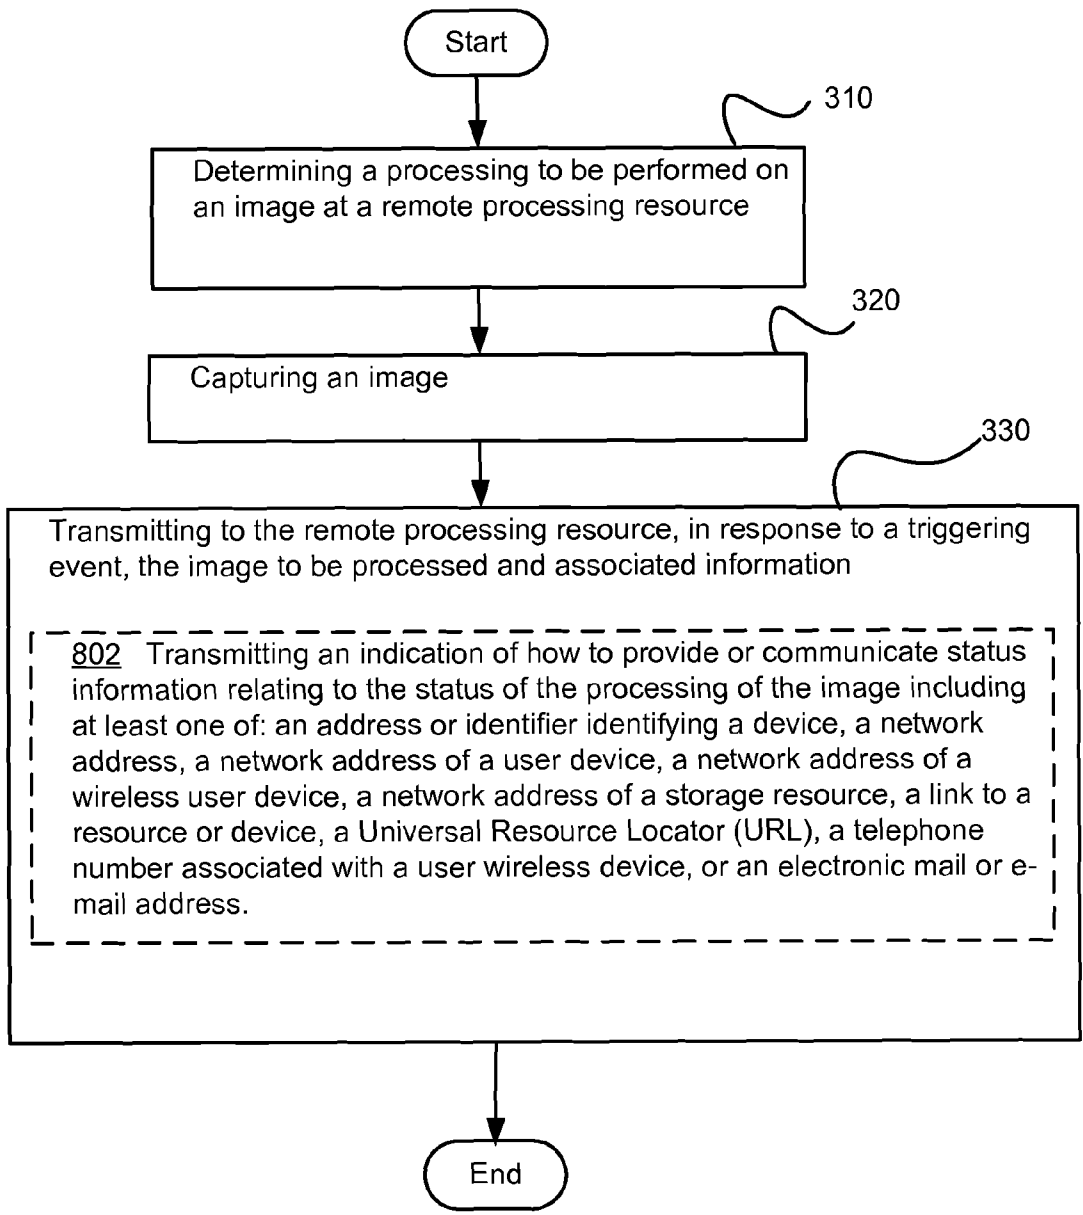 Start
310
Determining a processing to be performed on
an image at a remote processing resource
320
Capturing an image
330
Transmitting to the remote processing resource, in response to a triggering
event, the image to be processed and associated information
802 Transmitting an indication of how to provide or communicate status
information relating to the status of the processing of the image including
at least one of: an address or identifier identifying a device, a network
address, a network address of a user device, a network address of a
wireless user device, a network address of a storage resource, a link to a
resource or device, a Universal Resource Locator (URL), a telephone
number associated with a user wireless device, or an electronic mail or e-
mail address.
End